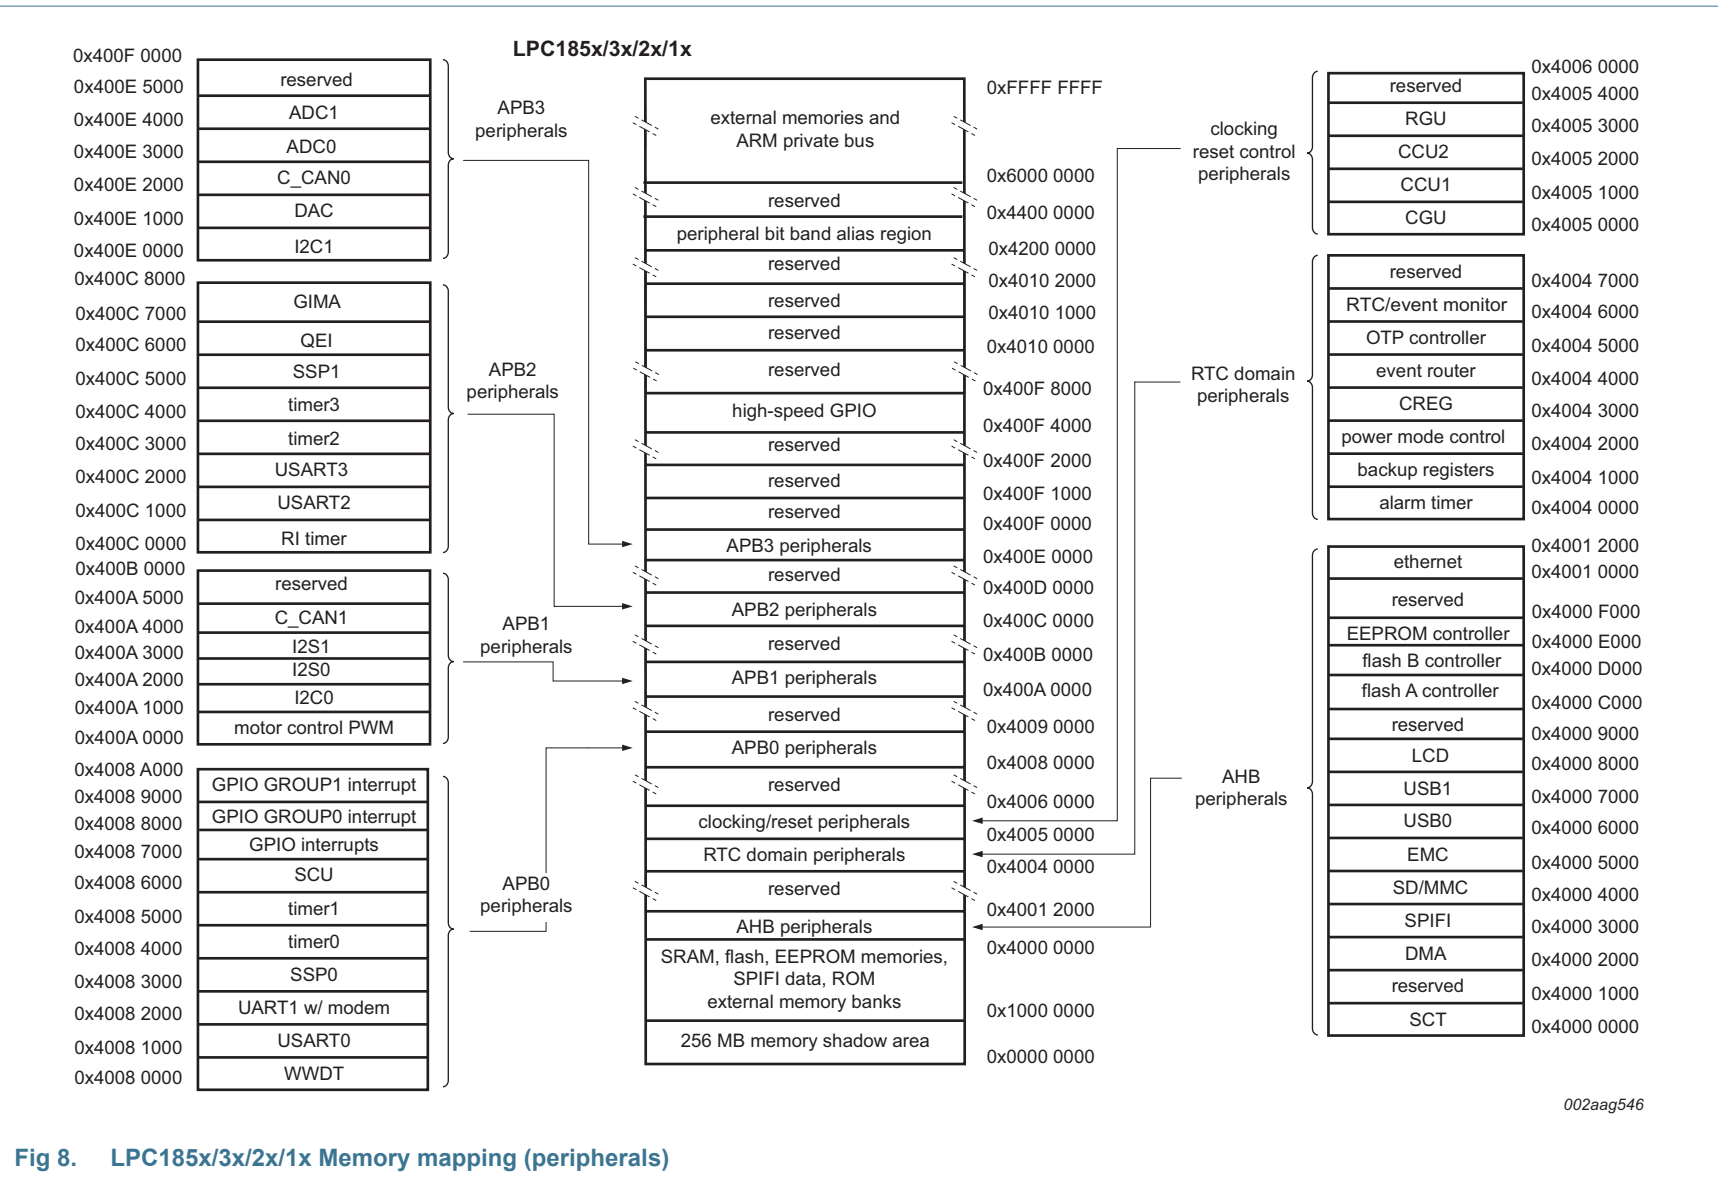 LPC185x/3x/2x/1x
0x400F 0000
reserved
0x400E 5000
ADC1
0x400E 4000
ADC0
0x400E 3000
C_CAN0
0x400E 2000
DAC
0x400E 1000
I2C1
0x400E 0000
APB3
peripherals
0x400C 8000
GIMA
0x400C 7000
QEI
0x400C 6000
SSP1
0x400C 5000
timer3
0x400C 4000
timer2
0x400C 3000
USART3
0x400C 2000
USART2
0x400C 1000
RI timer
0x400C 0000
APB2
peripherals
0x400B 0000
reserved
0x400A 5000
C_CAN1
0x400A 4000
I2S1
0x400A 3000
I2S0
0x400A 2000
I2C0
0x400A 1000
motor control PWM
0x400A 0000
APB1
peripherals
0x4008 A000
GPIO GROUP1 interrupt
0x4008 9000
GPIO GROUP0 interrupt
0x4008 8000
GPIO interrupts
0x4008 7000
SCU
0x4008 6000
timer1
0x4008 5000
timer0
0x4008 4000
SSP0
0x4008 3000
UART1 w/ modem
0x4008 2000
USART0
0x4008 1000
WWDT
0x4008 0000
APB0
peripherals
0xFFFF FFFF
external memories and
ARM private bus
0x6000 0000
reserved
0x4400 0000
peripheral bit band alias region
0x4200 0000
reserved
0x4010 2000
reserved
0x4010 1000
reserved
0x4010 0000
reserved
0x400F 8000
high-speed GPIO
0x400F 4000
reserved
0x400F 2000
reserved
0x400F 1000
reserved
0x400F 0000
APB3 peripherals
0x400E 0000
reserved
0x400D 0000
APB2 peripherals
0x400C 0000
reserved
0x400B 0000
APB1 peripherals
0x400A 0000
reserved
0x4009 0000
APB0 peripherals
0x4008 0000
reserved
0x4006 0000
clocking/reset peripherals
0x4005 0000
RTC domain peripherals
0x4004 0000
reserved
0x4001 2000
AHB peripherals
0x4000 0000
SRAM, flash, EEPROM memories,
SPIFI data, ROM
external memory banks
0x1000 0000
256 MB memory shadow area
0x0000 0000
clocking
reset control
peripherals
0x4006 0000
reserved
0x4005 4000
RGU
0x4005 3000
CCU2
0x4005 2000
CCU1
0x4005 1000
CGU
0x4005 0000
RTC domain
peripherals
reserved
0x4004 7000
RTC/event monitor
0x4004 6000
OTP controller
0x4004 5000
event router
0x4004 4000
CREG
0x4004 3000
power mode control
0x4004 2000
backup registers
0x4004 1000
alarm timer
0x4004 0000
AHB
peripherals
0x4001 2000
ethernet
0x4001 0000
reserved
0x4000 F000
EEPROM controller
0x4000 E000
flash B controller
0x4000 D000
flash A controller
0x4000 C000
reserved
0x4000 9000
LCD
0x4000 8000
USB1
0x4000 7000
USB0
0x4000 6000
EMC
0x4000 5000
SD/MMC
0x4000 4000
SPIFI
0x4000 3000
DMA
0x4000 2000
reserved
0x4000 1000
SCT
0x4000 0000
002aag546
Fig 8. LPC185x/3x/2x/1x Memory mapping (peripherals)